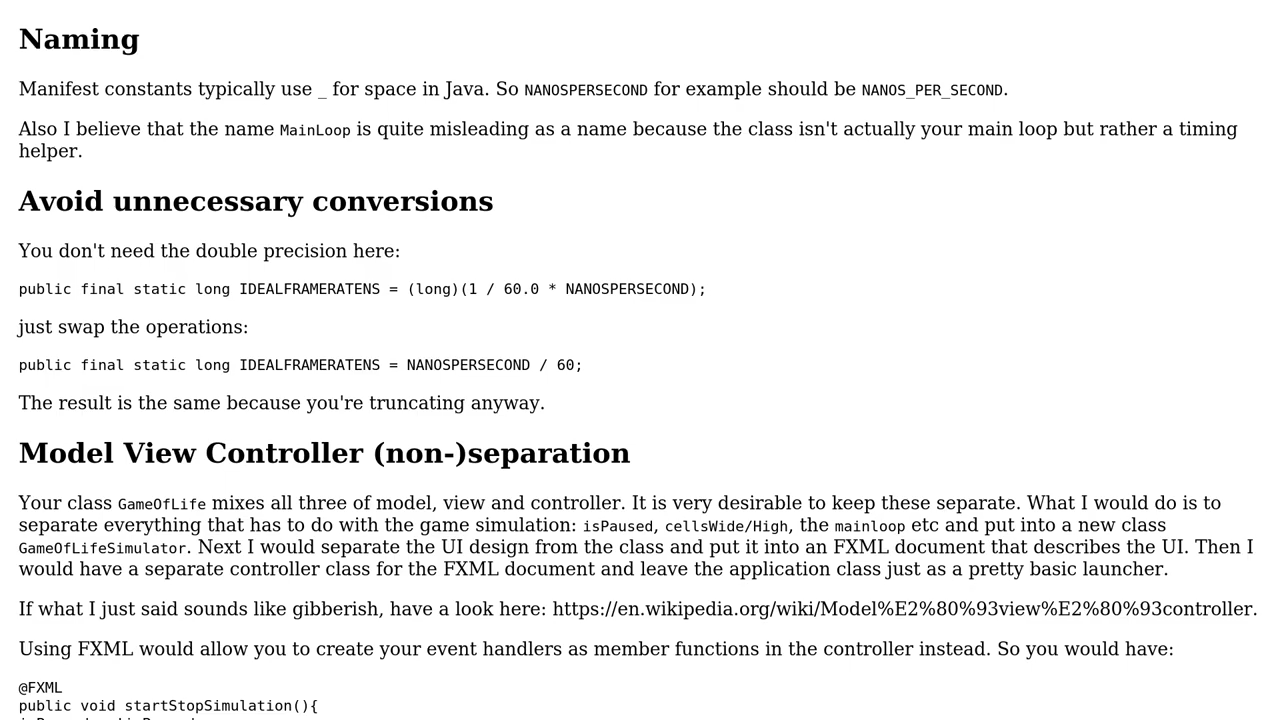 Naming
Manifest constants typically use _ for space in Java. So NANOSPERSECOND for example should be NANOS_PER_SECOND.
Also I believe that the name MainLoop is quite misleading as a name because the class isn't actually your main loop but rather a timing
helper.
Avoid unnecessary conversions
You don't need the double precision here:
public final static long IDEALFRAMERATENS = (long)(1 / 60.0 * NANOSPERSECOND);
just swap the operations:
public final static long IDEALFRAMERATENS = NANOSPERSECOND / 60;
The result is the same because you're truncating anyway.
Model View Controller (non-)separation
Your class GameOfLife mixes all three of model, view and controller. It is very desirable to keep these separate. What I would do is to
separate everything that has to do with the game simulation: isPaused, cellsWide/High, the mainloop etc and put into a new class
GameOfLifeSimulator. Next I would separate the UI design from the class and put it into an FXML document that describes the UI. Then I
would have a separate controller class for the FXML document and leave the application class just as a pretty basic launcher.
If what I just said sounds like gibberish, have a look here: https://en.wikipedia.org/wiki/Model%E2%80%93view%E2%80%93controller.
Using FXML would allow you to create your event handlers as member functions in the controller instead. So you would have:
@FXML
public void startStopSimulation(){